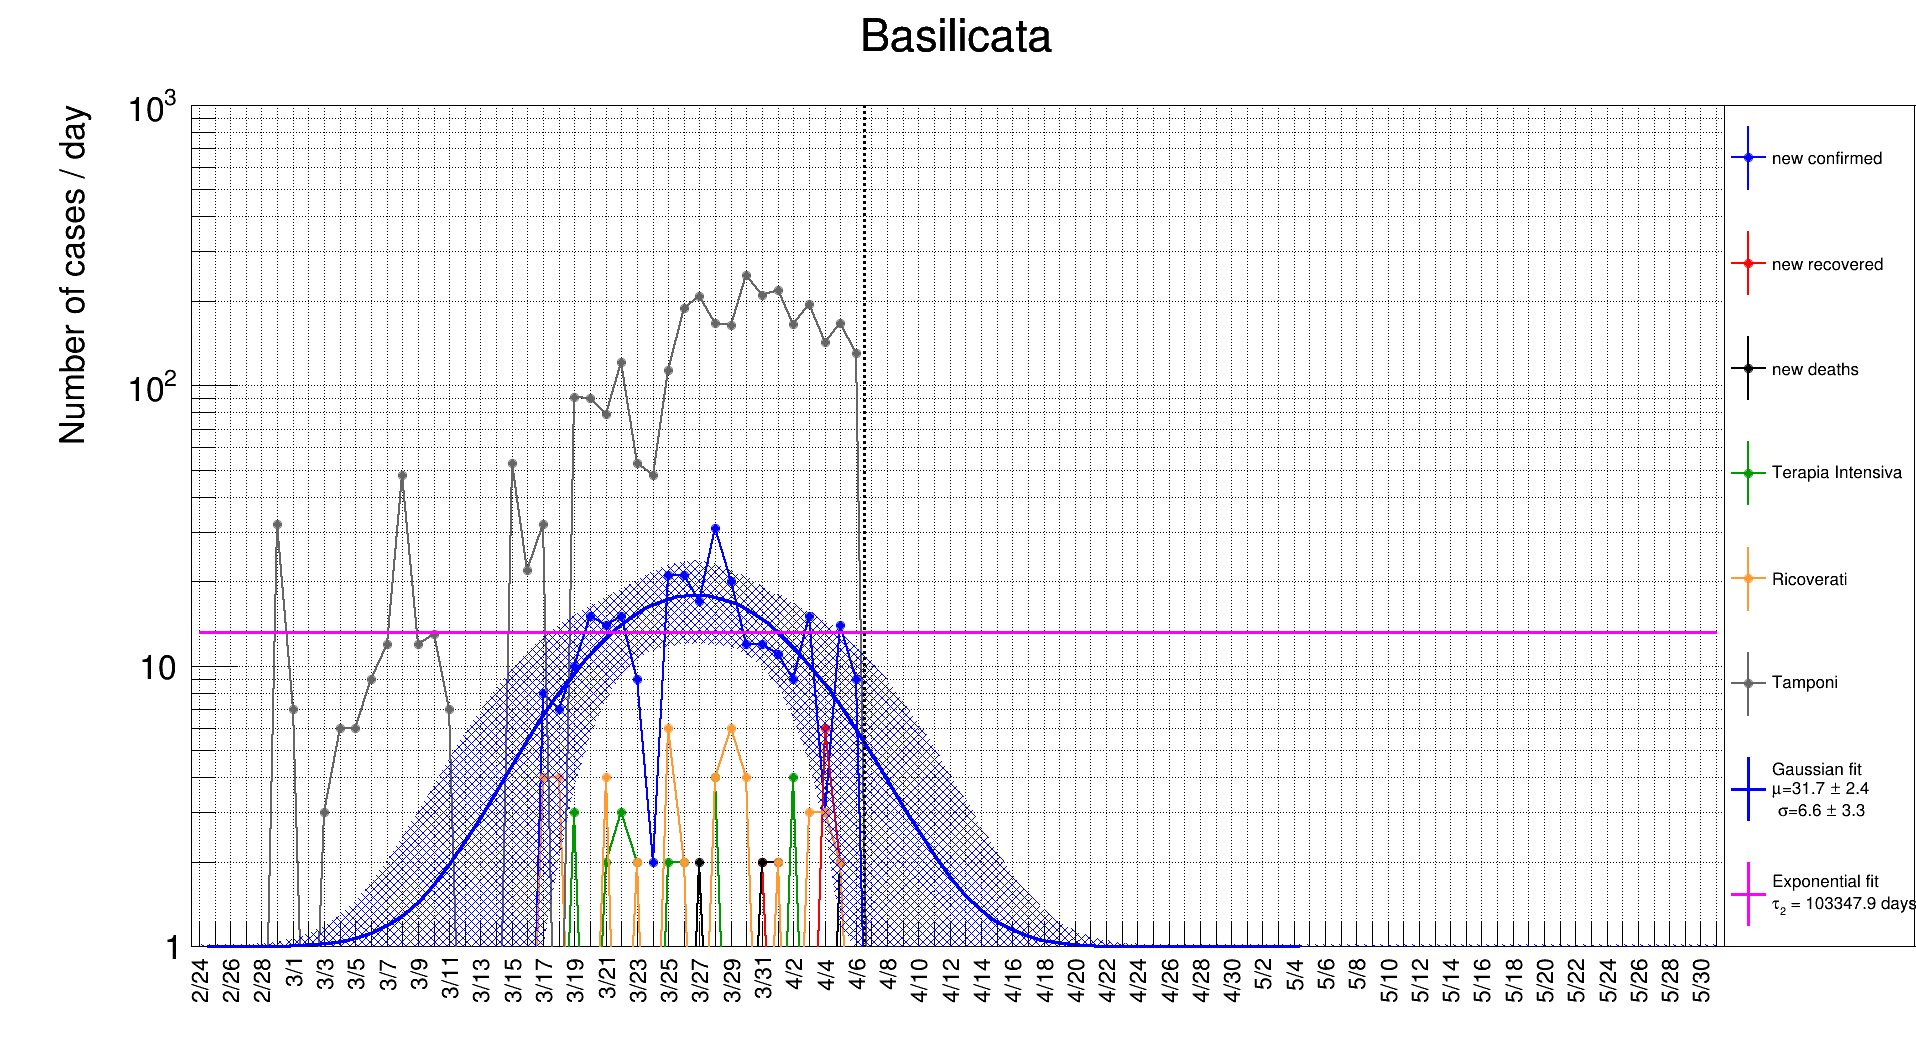 Basilicata
Number of cases / day
10³
10²
10
1
2/24 2/26 2/28 3/1 3/3 3/5 3/7 3/9 3/11 3/13 3/15 3/17 3/19 3/21 3/23 3/25 3/27 3/29 3/31 4/2 4/4 4/6 4/8 4/10 4/12 4/14 4/16 4/18 4/20 4/22 4/24 4/26 4/28 4/30 5/2 5/4 5/6 5/8 5/10 5/12 5/14 5/16 5/18 5/20 5/22 5/24 5/26 5/28 5/30
new confirmed
new recovered
new deaths
Terapia Intensiva
Ricoverati
Tamponi
Gaussian fit
μ=31.7 ± 2.4
σ=6.6 ± 3.3
Exponential fit
τ₂ = 103347.9 days